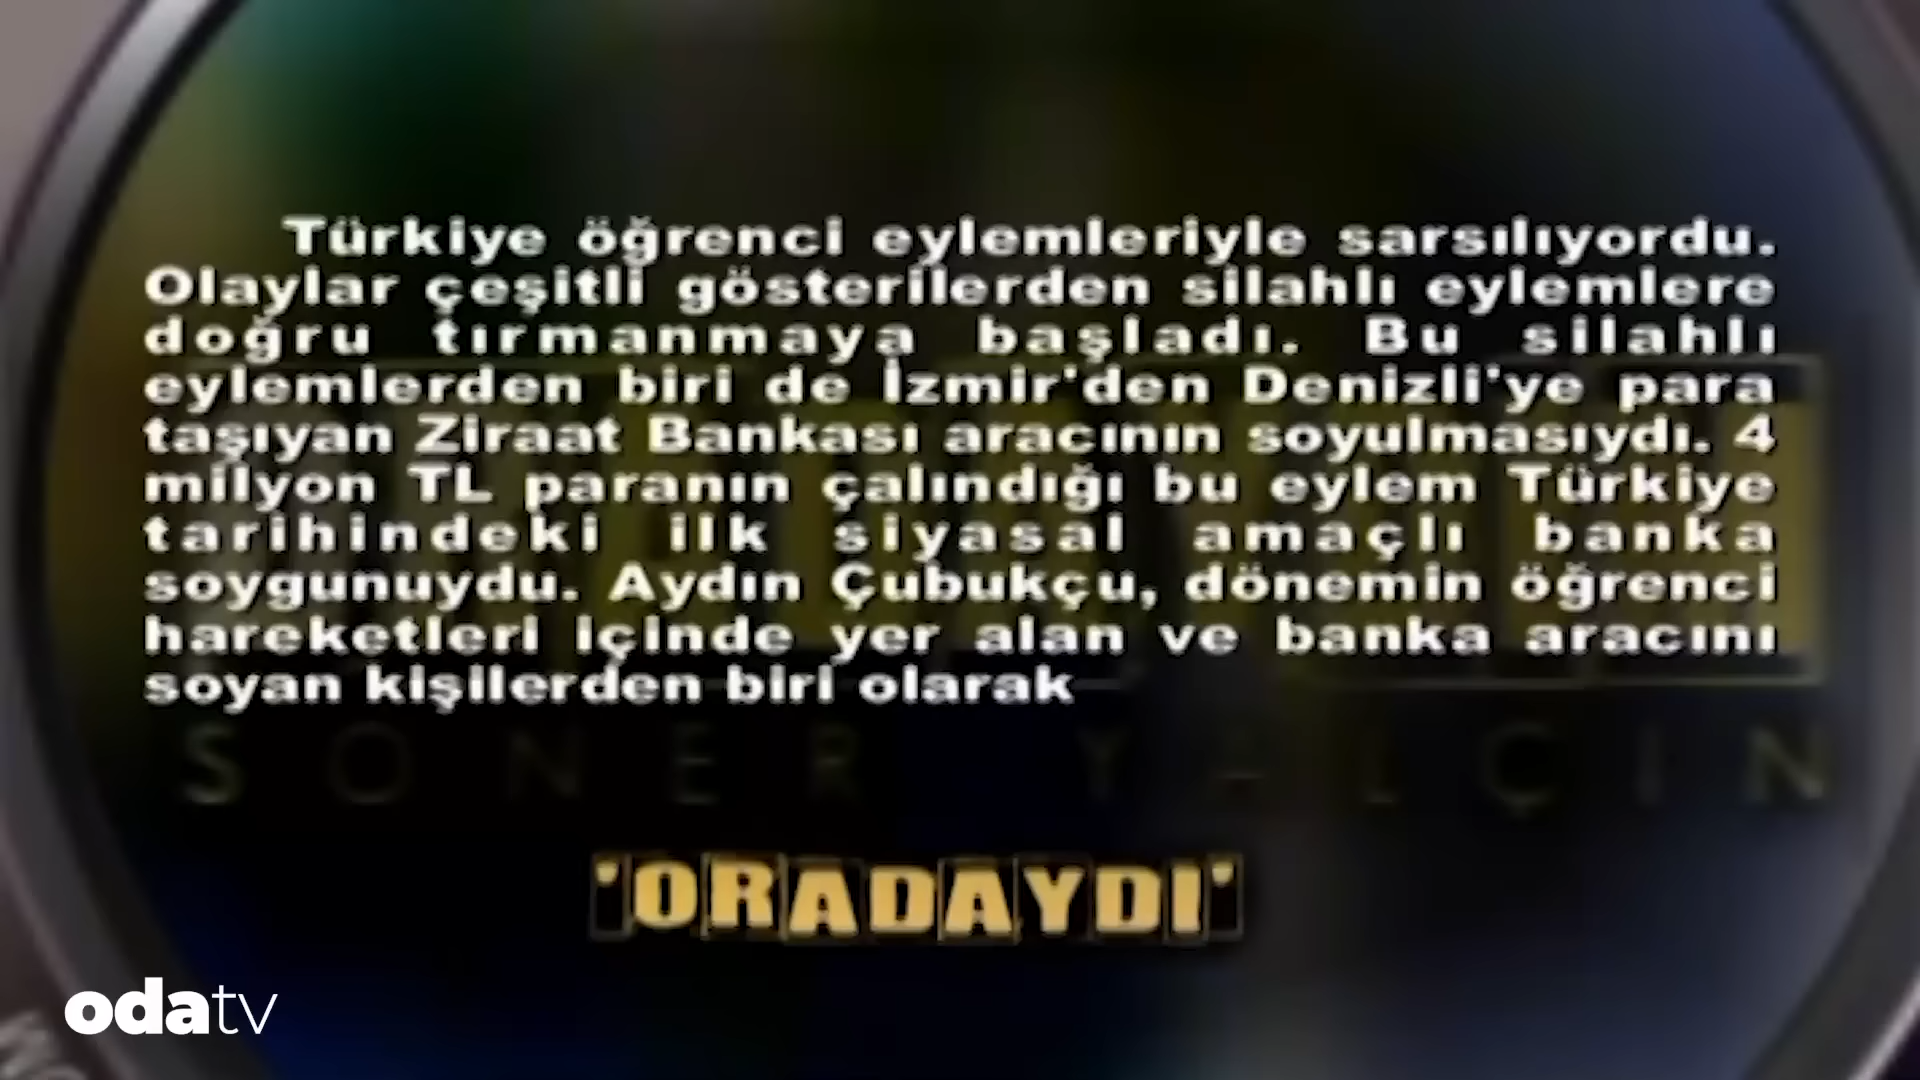 Türkiye öğrenci eylemleriyle sarsılıyordu.
Olaylar çeşitli gösterilerden silahlı eylemlere
doğru tırmanmaya başladı. Bu silahlı
eylemlerden biri de İzmir'den Denizli'ye para
taşıyan Ziraat Bankası aracının soyulmasıydı. 4
milyon TL paranın çalındığı bu eylem Türkiye
tarihindeki ilk siyasal amaçlı banka
soygunuydu. Aydın Çubukçu, dönemin öğrenci
hareketleri içinde yer alan ve banka aracını
soyan kişilerden biri olarak
SONER YALÇIN
'ORADAYDI'
odatv